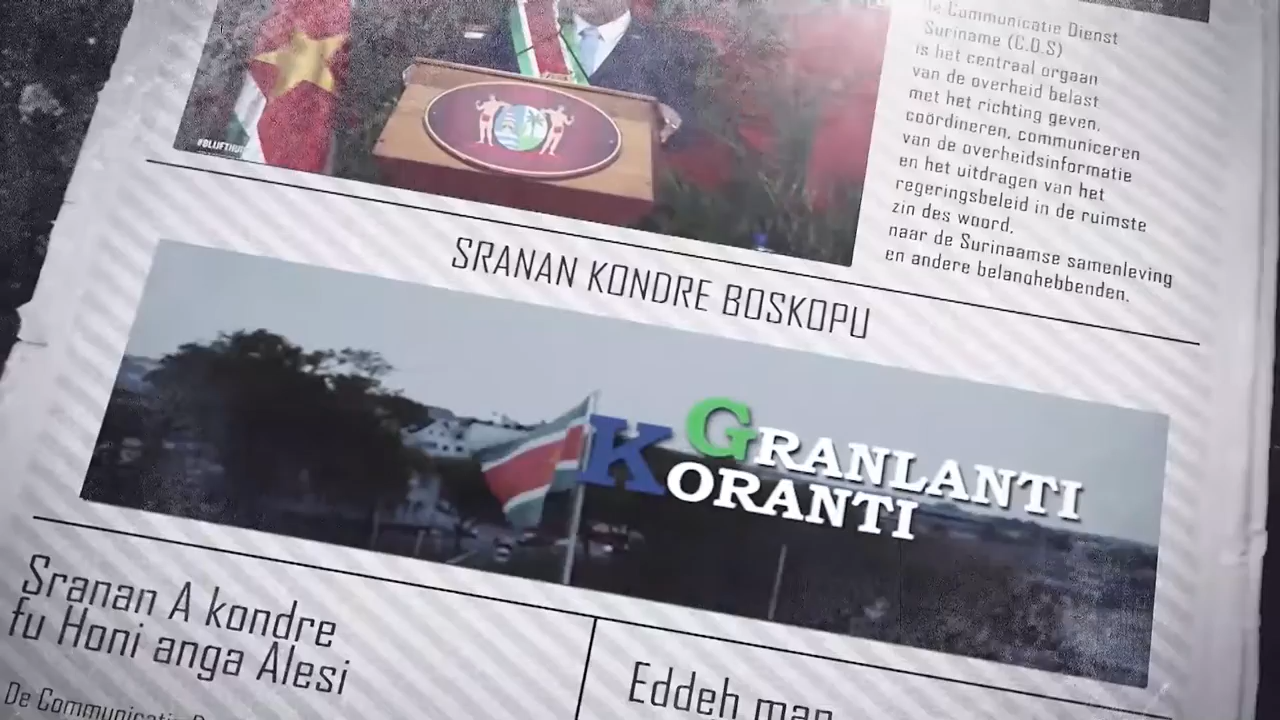 De Communicatie Dienst
Suriname (C.D.S)
is het centraal orgaan
van de overheid belast
met het richting geven,
coördineren, communiceren
van de overheidsinformatie
en het uitdragen van het
regeringsbeleid in de ruimste
zin des woord,
naar de Surinaamse samenleving
en andere belanghebbenden.
SRANAN KONDRE BOSKOPU
GRANLANTI
KORANTI
Sranan A kondre
fu Honi anga Alesi
De
Eddeh man